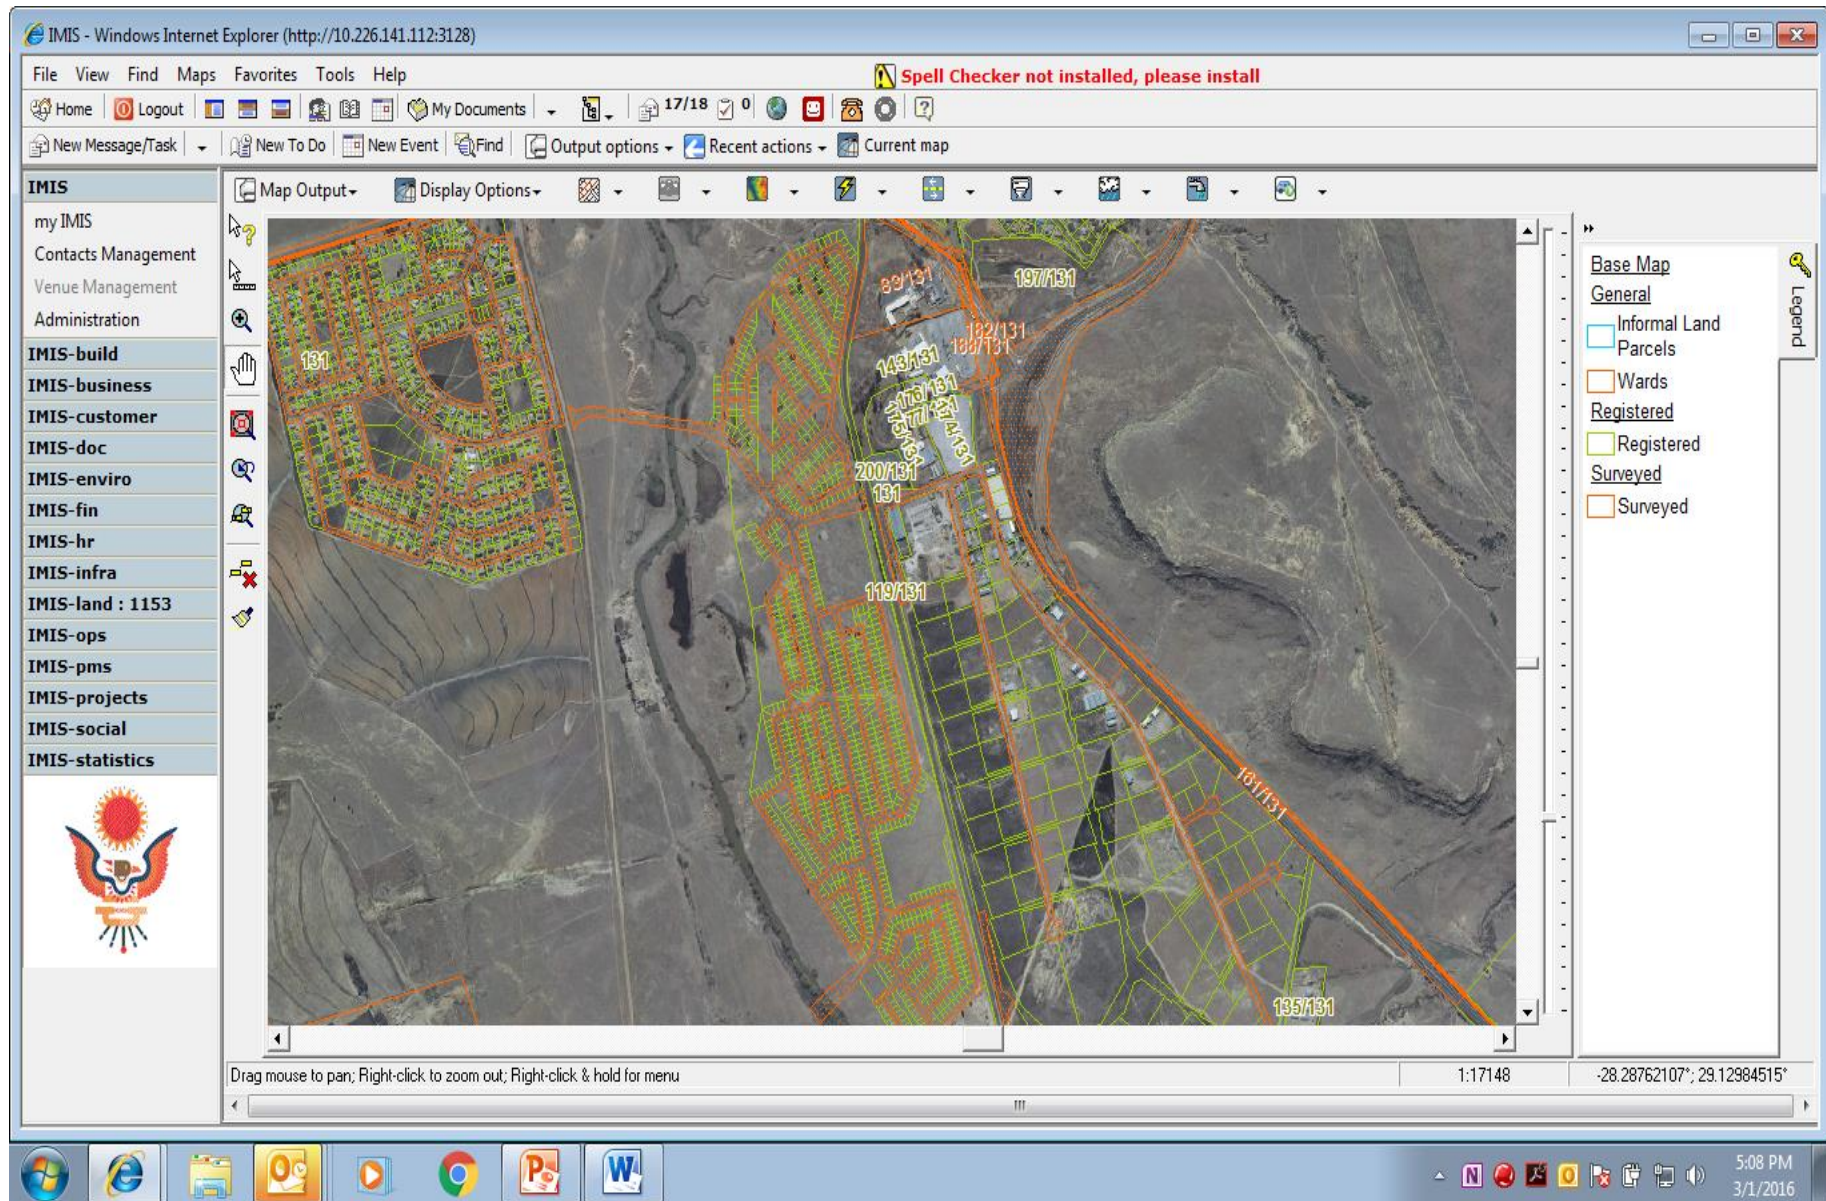 IMIS - Windows Internet Explorer (http://10.226.141.112:3128)
File View Find Maps Favorites Tools Help
Spell Checker not installed, please install
Home Logout My Documents 17/18 0
New Message/Task New To Do New Event Find Output options Recent actions Current map
IMIS
my IMIS
Contacts Management
Venue Management
Administration
IMIS-build
IMIS-business
IMIS-customer
IMIS-doc
IMIS-enviro
IMIS-fin
IMIS-hr
IMIS-infra
IMIS-land : 1153
IMIS-ops
IMIS-pms
IMIS-projects
IMIS-social
IMIS-statistics
Map Output Display Options
197/131
162/131
131
143/131
176/131
200/131
131
119/131
161/131
135/131
Legend
Base Map
General
Informal Land
Parcels
Wards
Registered
Registered
Surveyed
Surveyed
Drag mouse to pan; Right-click to zoom out; Right-click & hold for menu
1:17148
-28.28762107°; 29.12984515°
5:08 PM
3/1/2016